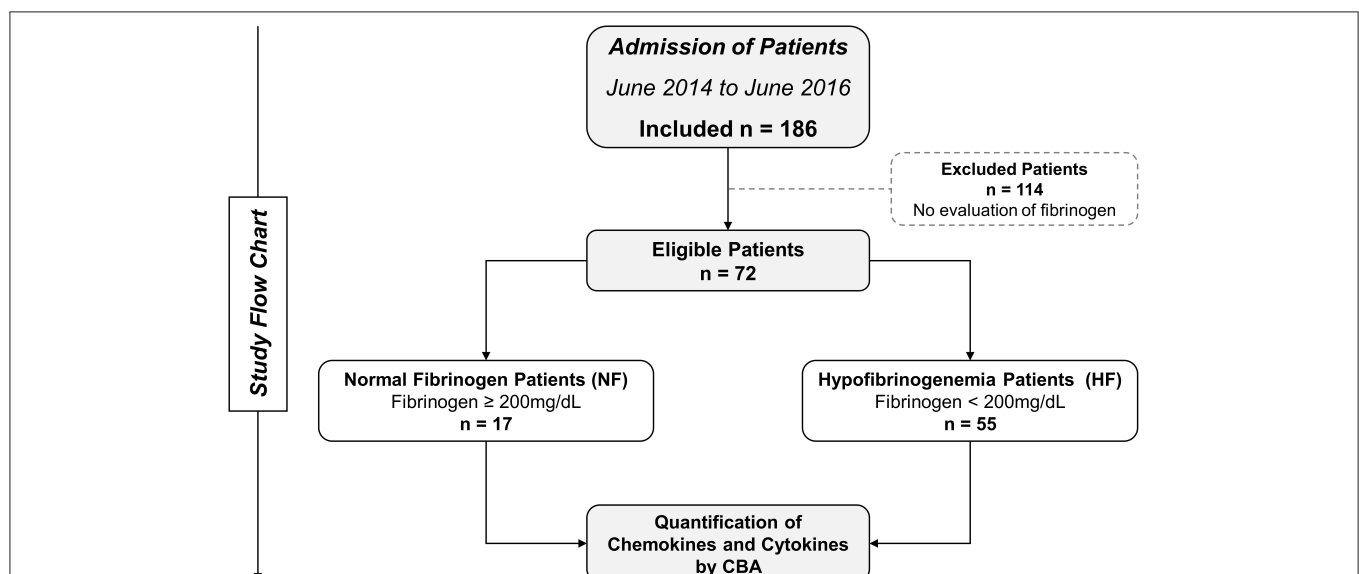 Admission of Patients
June 2014 to June 2016
Included n = 186
Excluded Patients
n = 114
No evaluation of fibrinogen
Study Flow Chart
Eligible Patients
n = 72
Normal Fibrinogen Patients (NF)
Fibrinogen ≥ 200mg/dL
n = 17
Hypofibrinogenemia Patients (HF)
Fibrinogen < 200mg/dL
n = 55
Quantification of
Chemokines and Cytokines
by CBA